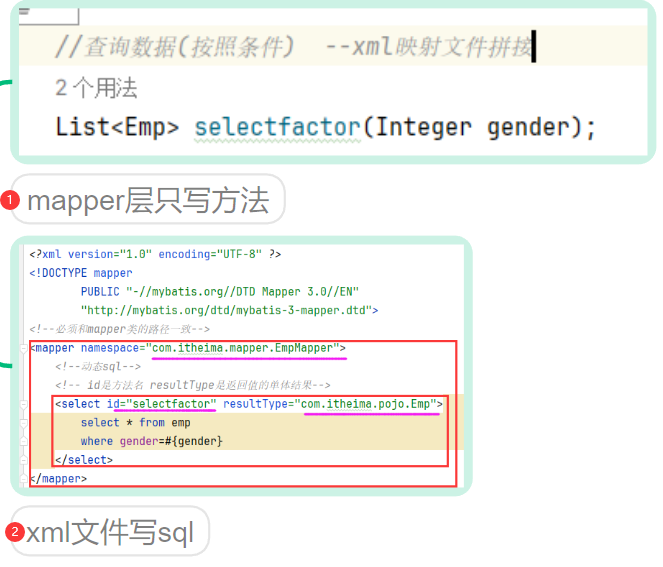 //查询数据(按照条件)  --xml映射文件拼接
2 个用法
List<Emp> selectfactor(Integer gender);
1 mapper层只写方法
<?xml version="1.0" encoding="UTF-8" ?>
<!DOCTYPE mapper
PUBLIC "-//mybatis.org//DTD Mapper 3.0//EN"
"http://mybatis.org/dtd/mybatis-3-mapper.dtd">
<!--必须和mapper类的路径一致-->
<mapper namespace="com.itheima.mapper.EmpMapper">
<!--动态sql-->
<!-- id是方法名 resultType是返回值的单体结果-->
<select id="selectfactor" resultType="com.itheima.pojo.Emp">
select * from emp
where gender=#{gender}
</select>
</mapper>
2 xml文件写sql